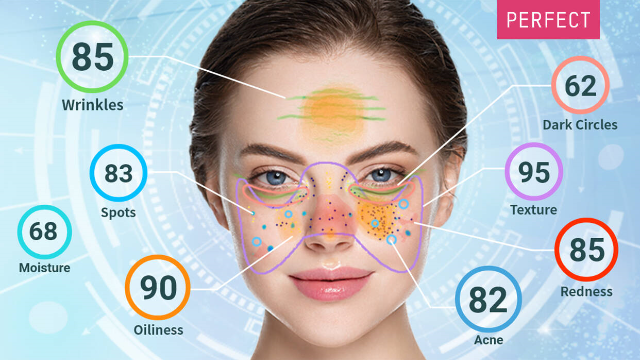 PERFECT
85
Wrinkles
62
Dark Circles
83
Spots
95
Texture
68
Moisture
85
Redness
90
Oiliness
82
Acne